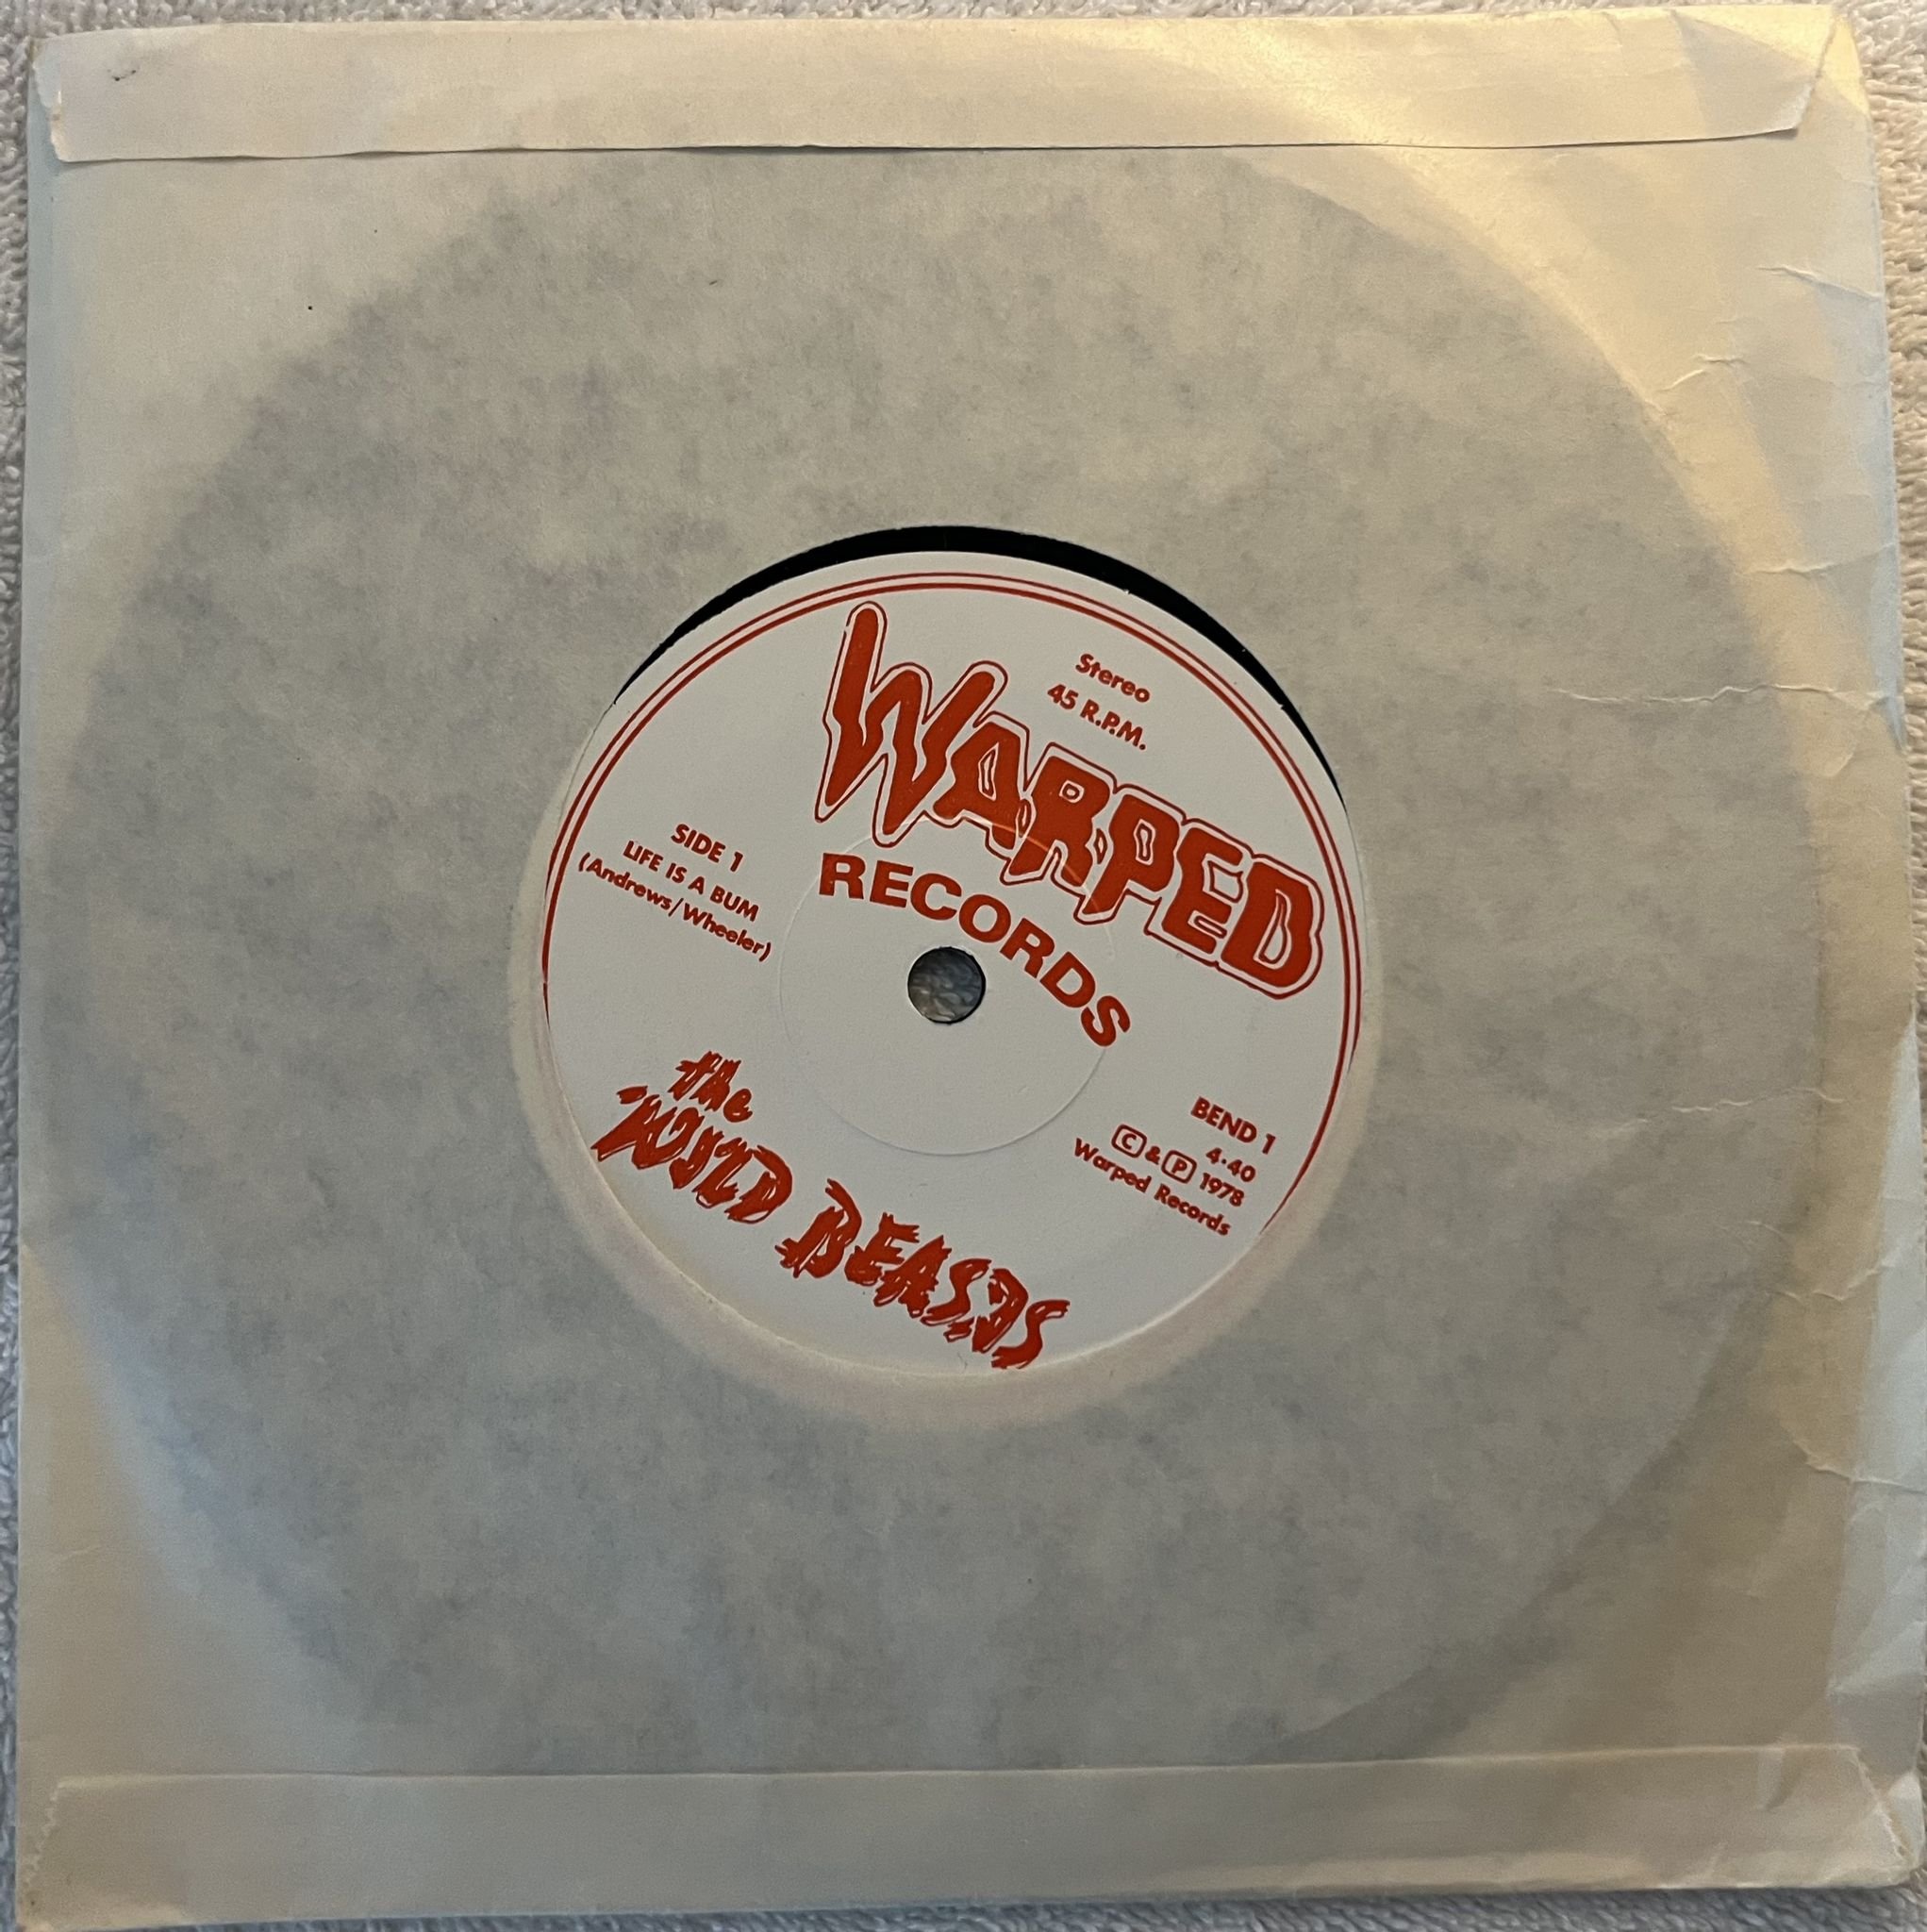 Stereo
45 R.P.M.
WARPED
RECORDS
SIDE 1
LIFE IS A BUM
(Andrews/Wheeler)
BEND 1
4·40
Ⓒ & Ⓟ 1978
Warped Records
the
WILD BEASTS